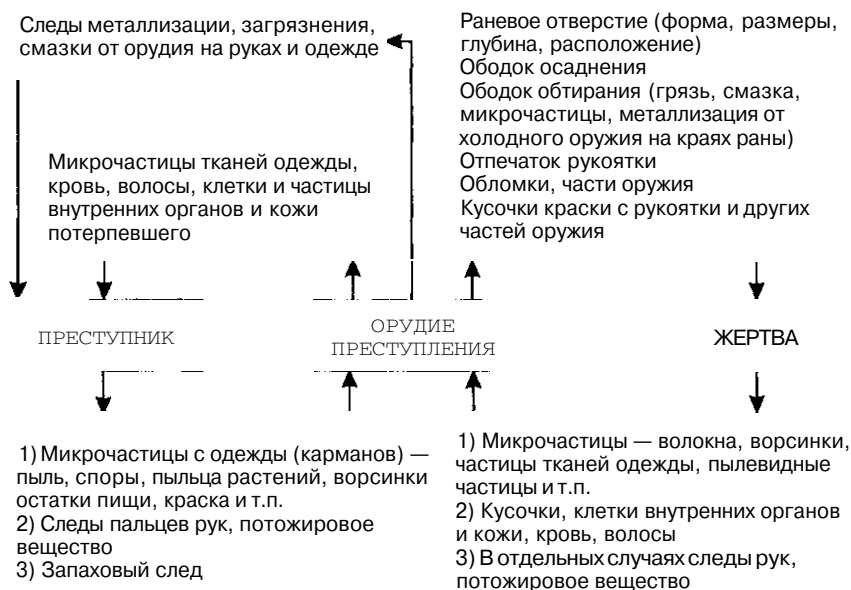 Следы металлизации, загрязнения,
смазки от орудия на руках и одежде
Раневое отверстие (форма, размеры,
глубина, расположение)
Ободок осаднения
Ободок обтирания (грязь, смазка,
микрочастицы, металлизация от
холодного оружия на краях раны)
Отпечаток рукоятки
Обломки, части оружия
Кусочки краски с рукоятки и других
частей оружия
Микрочастицы тканей одежды,
кровь, волосы, клетки и частицы
внутренних органов и кожи
потерпевшего
ПРЕСТУПНИК
ОРУДИЕ
ПРЕСТУПЛЕНИЯ
ЖЕРТВА
1) Микрочастицы с одежды (карманов) —
пыль, споры, пыльца растений, ворсинки
остатки пищи, краска и т.п.
2) Следы пальцев рук, потожировое
вещество
3) Запаховый след
1) Микрочастицы — волокна, ворсинки,
частицы тканей одежды, пылевидные
частицы и т.п.
2) Кусочки, клетки внутренних органов
и кожи, кровь, волосы
3) В отдельных случаях следы рук,
потожировое вещество